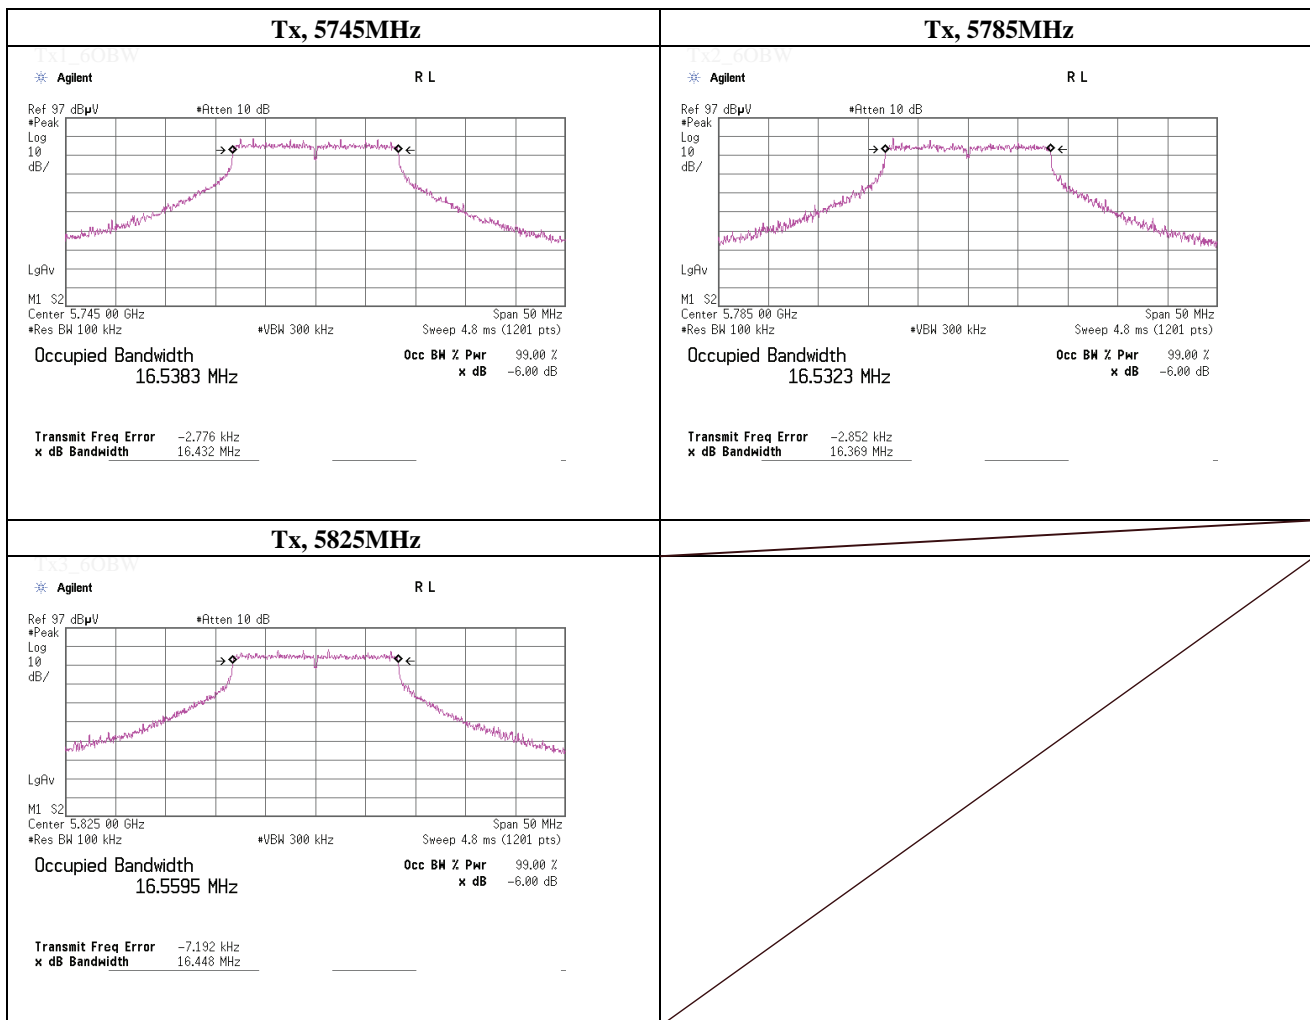 Tx, 5745MHz
Tx1_6OBW
Agilent R L
Ref 97 dBµV #Atten 10 dB
#Peak
Log
10
dB/
LgAv
M1 S2
Center 5.745 00 GHz Span 50 MHz
#Res BW 100 kHz #VBW 300 kHz Sweep 4.8 ms (1201 pts)
Occupied Bandwidth Occ BW % Pwr 99.00 %
16.5383 MHz x dB -6.00 dB
Transmit Freq Error -2.776 kHz
x dB Bandwidth 16.432 MHz
Tx, 5785MHz
Tx2_6OBW
Agilent R L
Ref 97 dBµV #Atten 10 dB
#Peak
Log
10
dB/
LgAv
M1 S2
Center 5.785 00 GHz Span 50 MHz
#Res BW 100 kHz #VBW 300 kHz Sweep 4.8 ms (1201 pts)
Occupied Bandwidth Occ BW % Pwr 99.00 %
16.5323 MHz x dB -6.00 dB
Transmit Freq Error -2.852 kHz
x dB Bandwidth 16.369 MHz
Tx, 5825MHz
Tx3_6OBW
Agilent R L
Ref 97 dBµV #Atten 10 dB
#Peak
Log
10
dB/
LgAv
M1 S2
Center 5.825 00 GHz Span 50 MHz
#Res BW 100 kHz #VBW 300 kHz Sweep 4.8 ms (1201 pts)
Occupied Bandwidth Occ BW % Pwr 99.00 %
16.5595 MHz x dB -6.00 dB
Transmit Freq Error -7.192 kHz
x dB Bandwidth 16.448 MHz